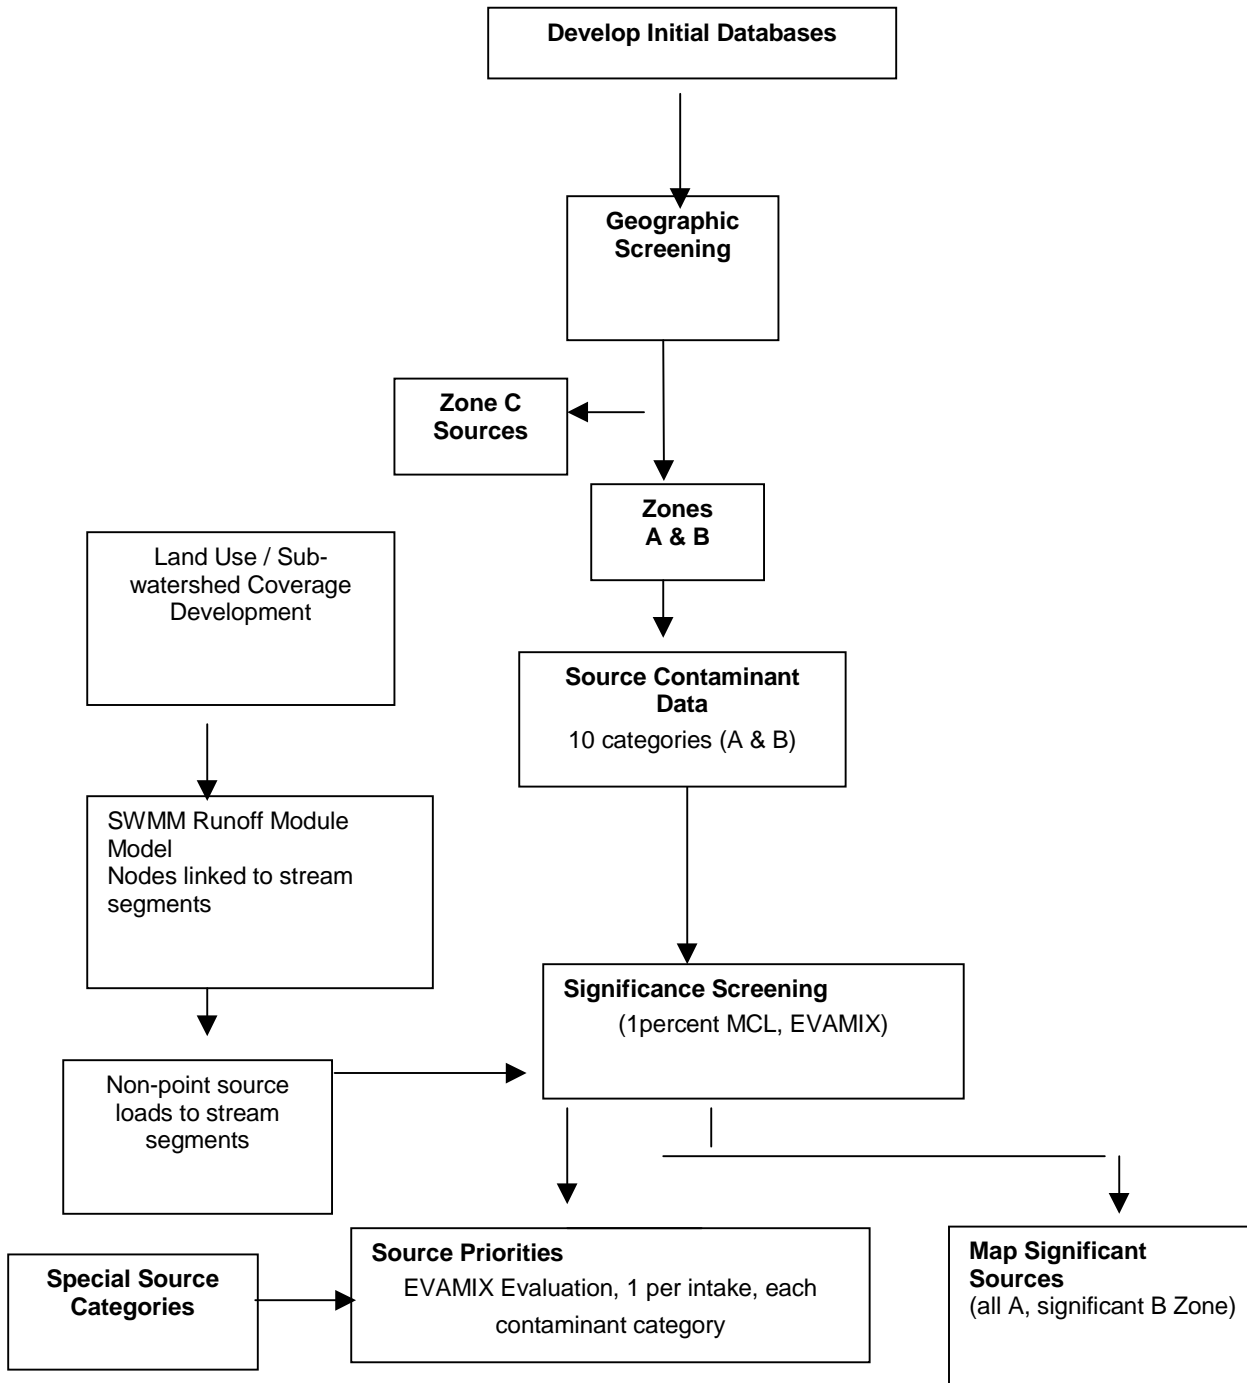 Develop Initial Databases
Geographic
Screening
Zone C
Sources
Zones
A & B
Land Use / Sub-
watershed Coverage
Development
Source Contaminant
Data
10 categories (A & B)
SWMM Runoff Module
Model
Nodes linked to stream
segments
Significance Screening
(1percent MCL, EVAMIX)
Non-point source
loads to stream
segments
Special Source
Categories
Source Priorities
EVAMIX Evaluation, 1 per intake, each
contaminant category
Map Significant
Sources
(all A, significant B Zone)